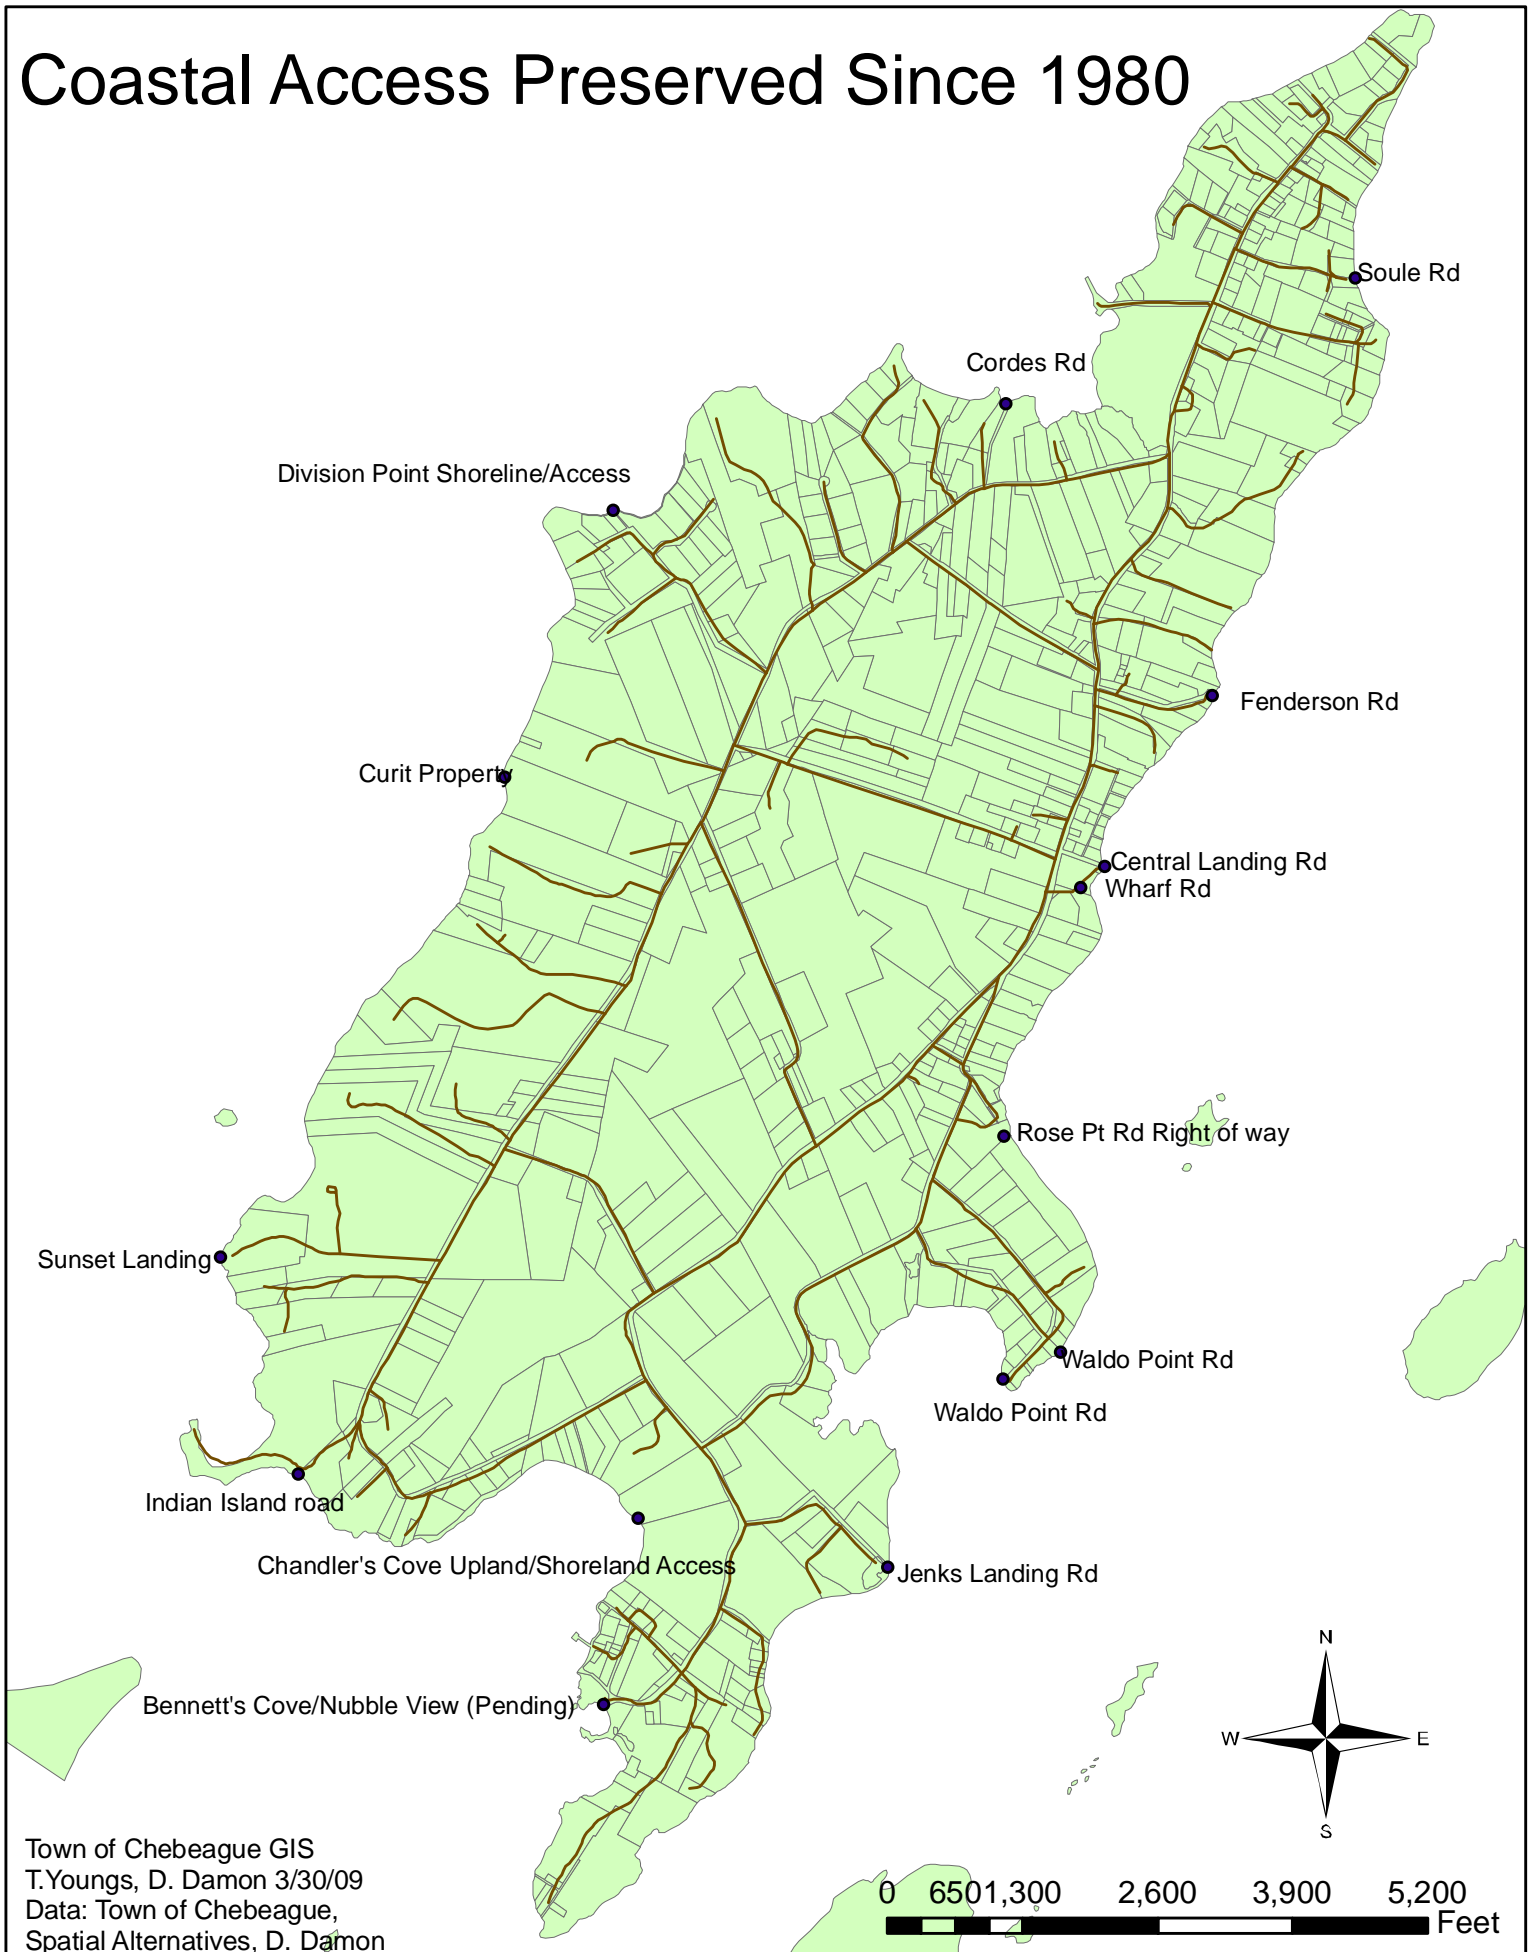 Coastal Access Preserved Since 1980
Soule Rd
Cordes Rd
Division Point Shoreline/Access
Fenderson Rd
Curit Property
Central Landing Rd
Wharf Rd
Rose Pt Rd Right of way
Sunset Landing
Waldo Point Rd
Waldo Point Rd
Indian Island road
Chandler's Cove Upland/Shoreland Access
Jenks Landing Rd
Bennett's Cove/Nubble View (Pending)
N
W E
S
Town of Chebeague GIS
T.Youngs, D. Damon 3/30/09
Data: Town of Chebeague,
Spatial Alternatives, D. Damon
0 650 1,300 2,600 3,900 5,200
Feet